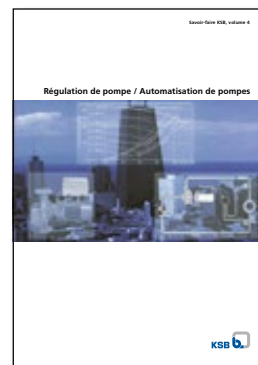 Savoir-faire KSB, volume 4
Régulation de pompe / Automatisation de pompes
KSB b.